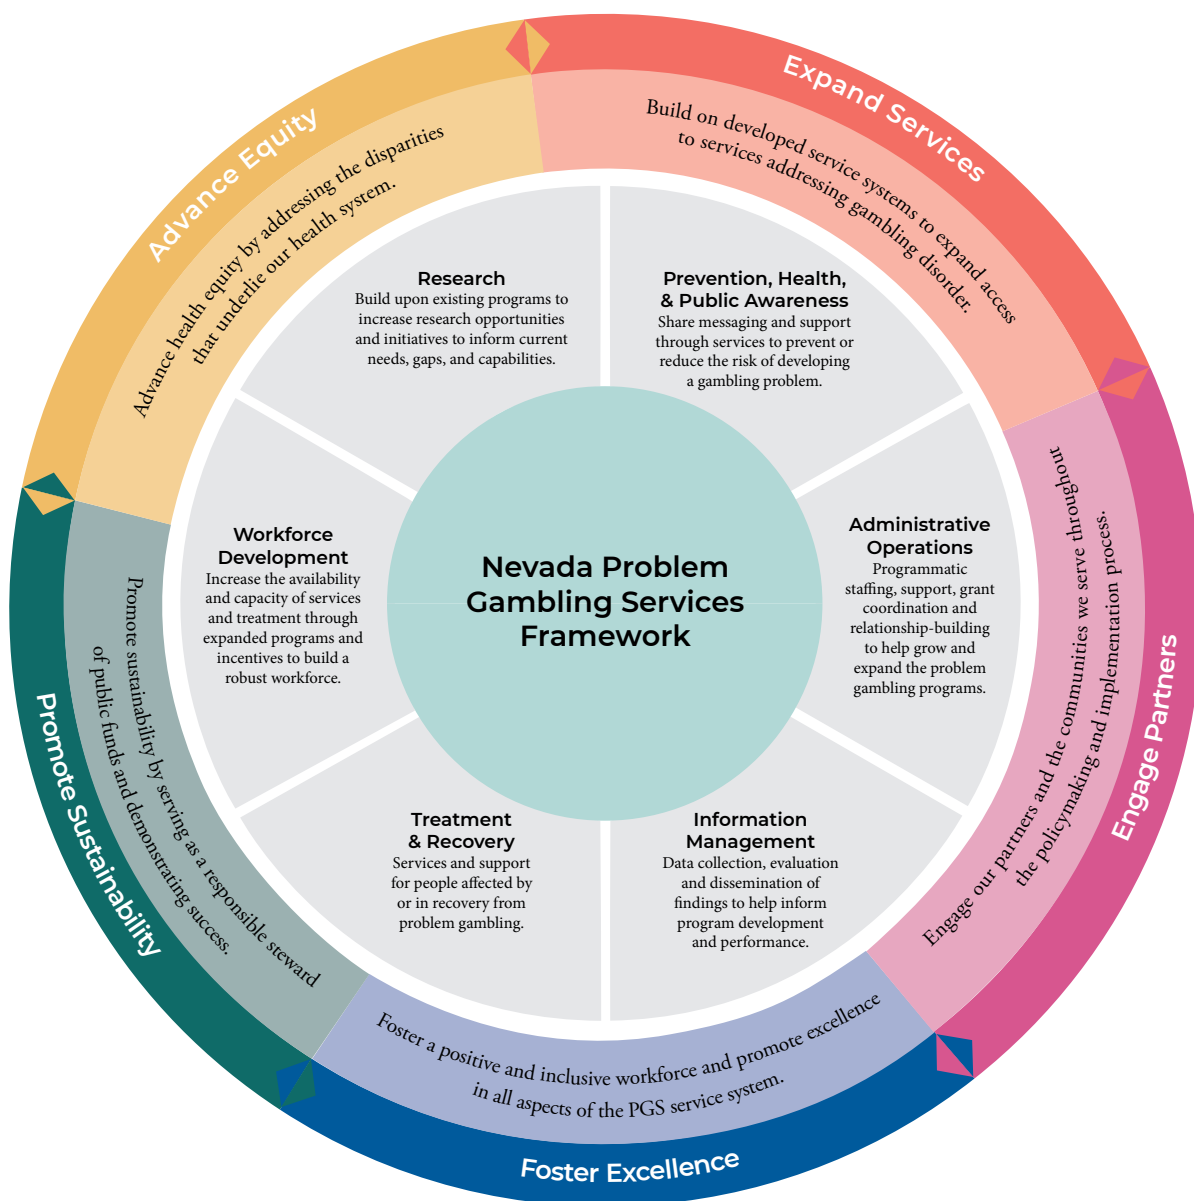 Advance Equity
Advance health equity by addressing the disparities
that underlie our health system.
Expand Services
Build on developed service systems to expand access
to services addressing gambling disorder.
Engage Partners
Engage our partners and the communities we serve throughout
the policymaking and implementation process.
Foster Excellence
Foster a positive and inclusive workforce and promote excellence
in all aspects of the PGS service system.
Promote Sustainability
Promote sustainability by serving as a responsible steward
of public funds and demonstrating success.
Research
Build upon existing programs to
increase research opportunities
and initiatives to inform current
needs, gaps, and capabilities.
Prevention, Health,
& Public Awareness
Share messaging and support
through services to prevent or
reduce the risk of developing
a gambling problem.
Administrative
Operations
Programmatic
staffing, support, grant
coordination and
relationship-building
to help grow and
expand the problem
gambling programs.
Information
Management
Data collection, evaluation
and dissemination of
findings to help inform
program development
and performance.
Treatment
& Recovery
Services and support
for people affected by
or in recovery from
problem gambling.
Workforce
Development
Increase the availability
and capacity of services
and treatment through
expanded programs and
incentives to build a
robust workforce.
Nevada Problem
Gambling Services
Framework